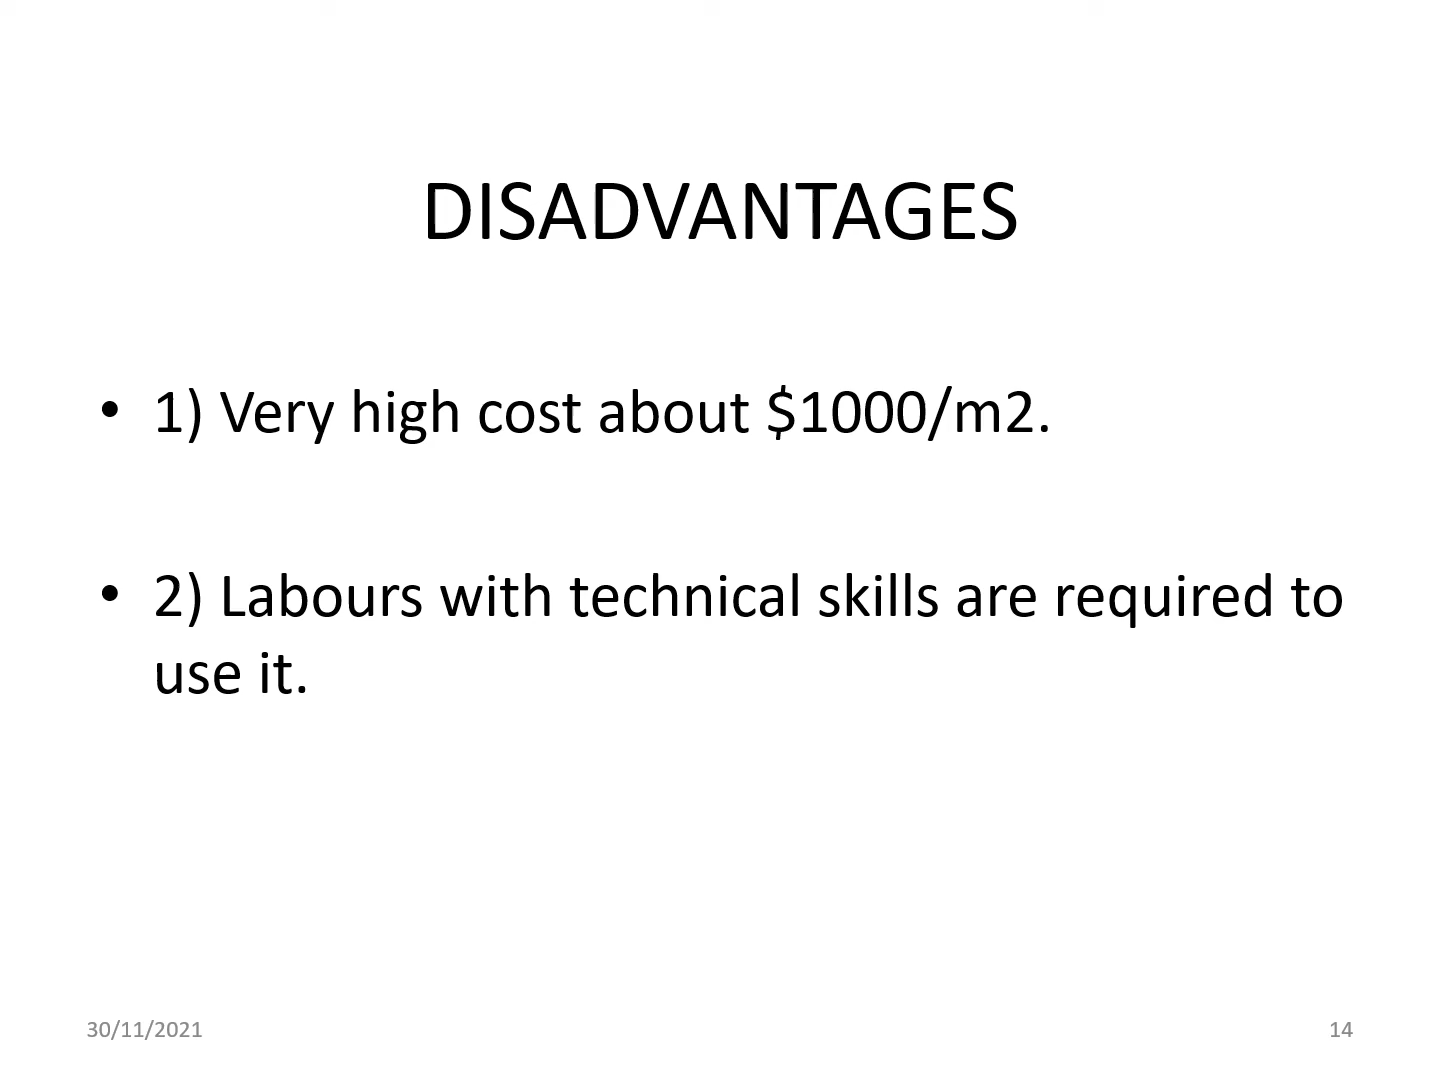 DISADVANTAGES
• 1) Very high cost about $1000/m2.
• 2) Labours with technical skills are required to
use it.
30/11/2021
14